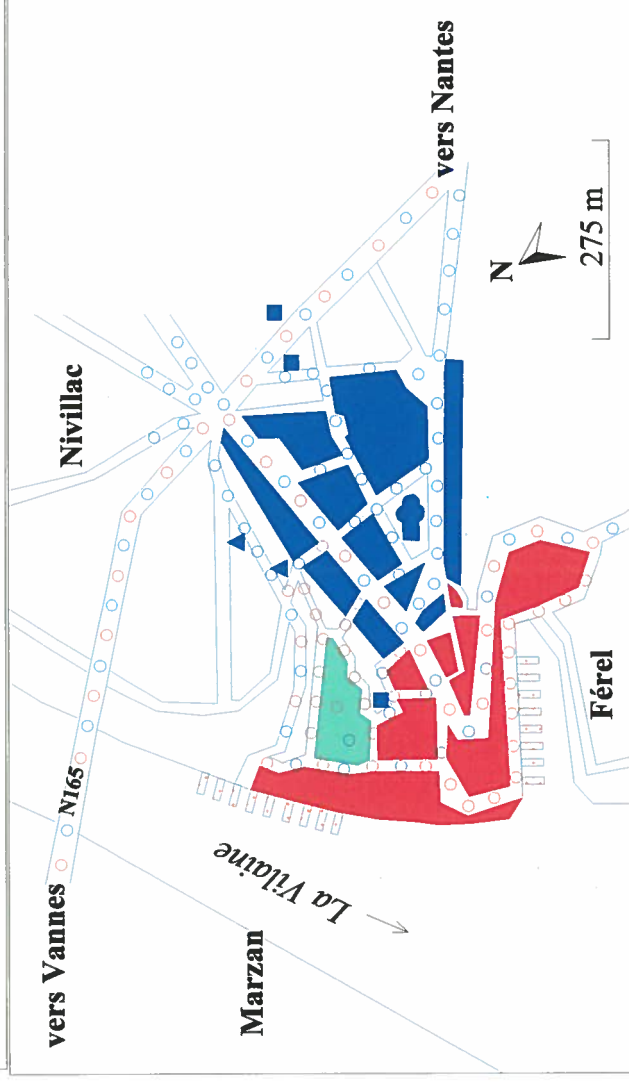 vers Vannes
N165
Nivillac
vers Nantes
Marzan
La Vilaine
Férel
N
275 m